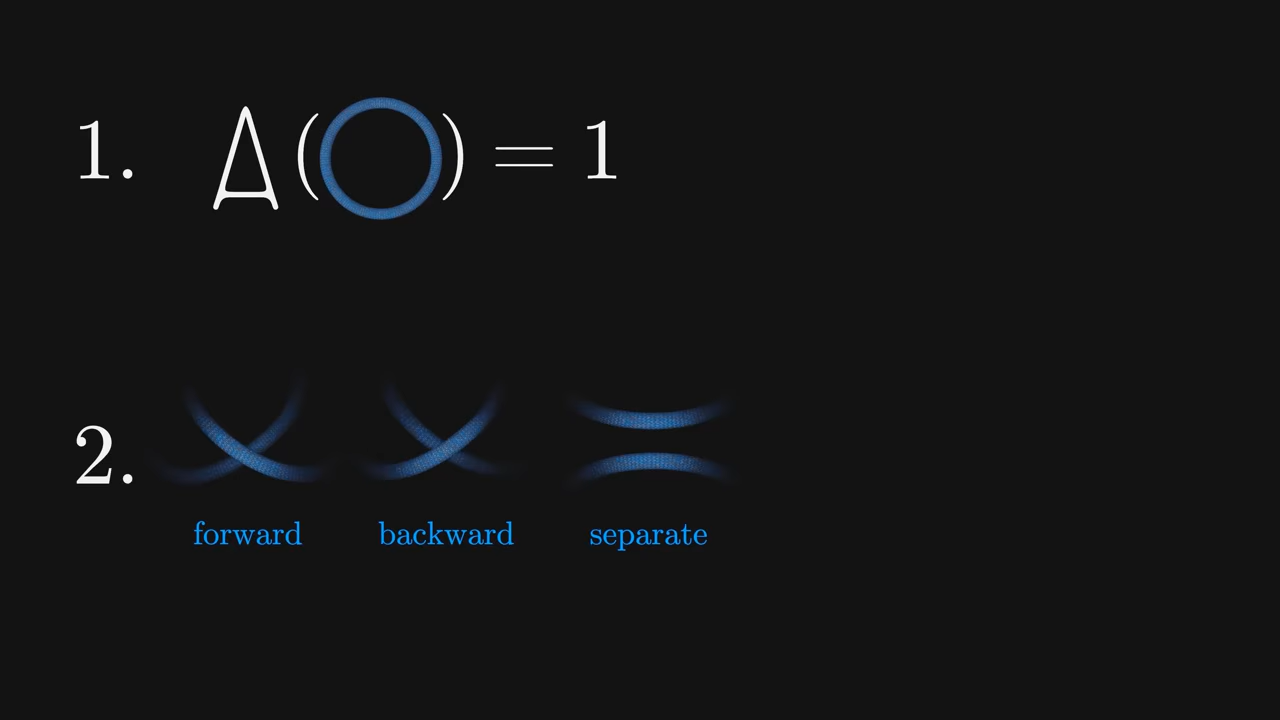 1. Δ(○) = 1
2.
forward backward separate